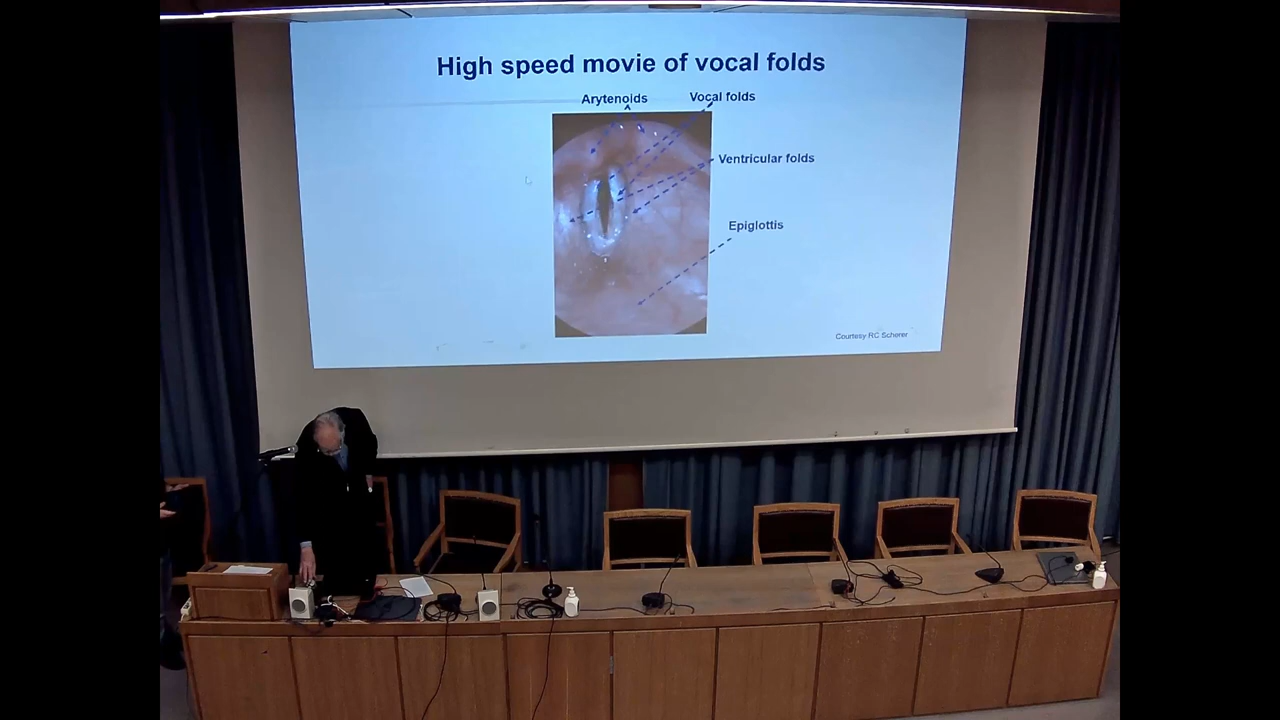 High speed movie of vocal folds
Arytenoids
Vocal folds
Ventricular folds
Epiglottis
Courtesy RC Scherer